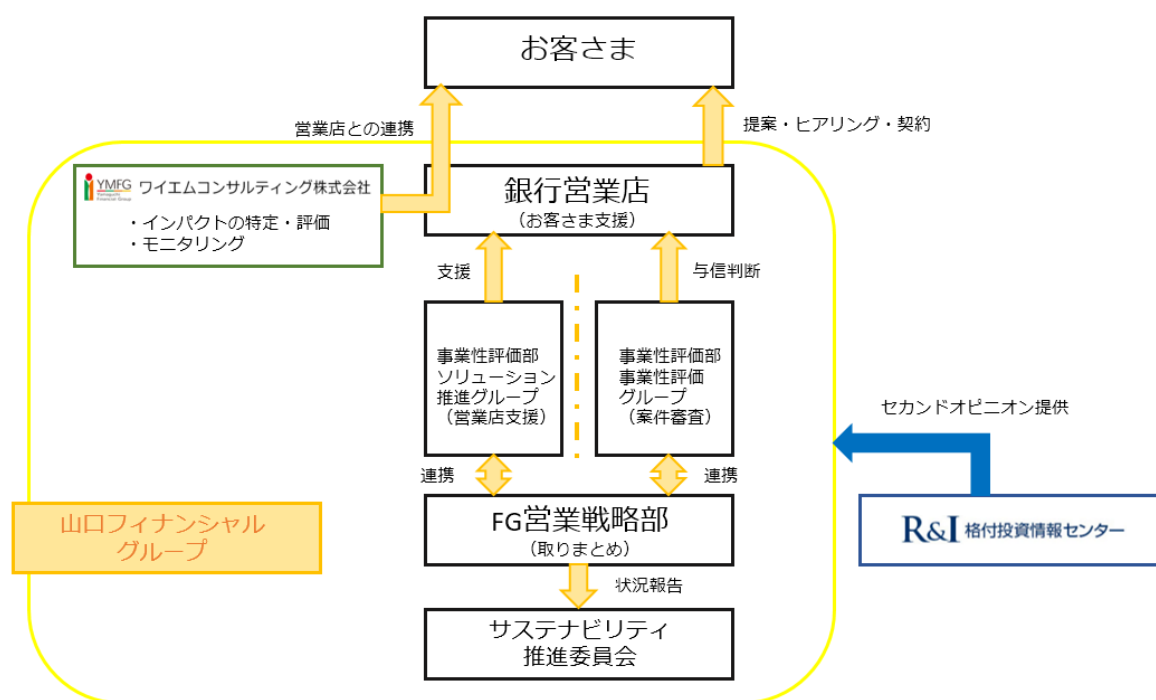 お客さま
営業店との連携
提案・ヒアリング・契約
YMFG
Yamaguchi
Financial Group
ワイエムコンサルティング株式会社
・インパクトの特定・評価
・モニタリング
銀行営業店
(お客さま支援)
支援
与信判断
事業性評価部
ソリューション
推進グループ
(営業店支援)
事業性評価部
事業性評価
グループ
(案件審査)
セカンドオピニオン提供
連携
連携
山口フィナンシャル
グループ
FG営業戦略部
(取りまとめ)
R&I 格付投資情報センター
状況報告
サステナビリティ
推進委員会